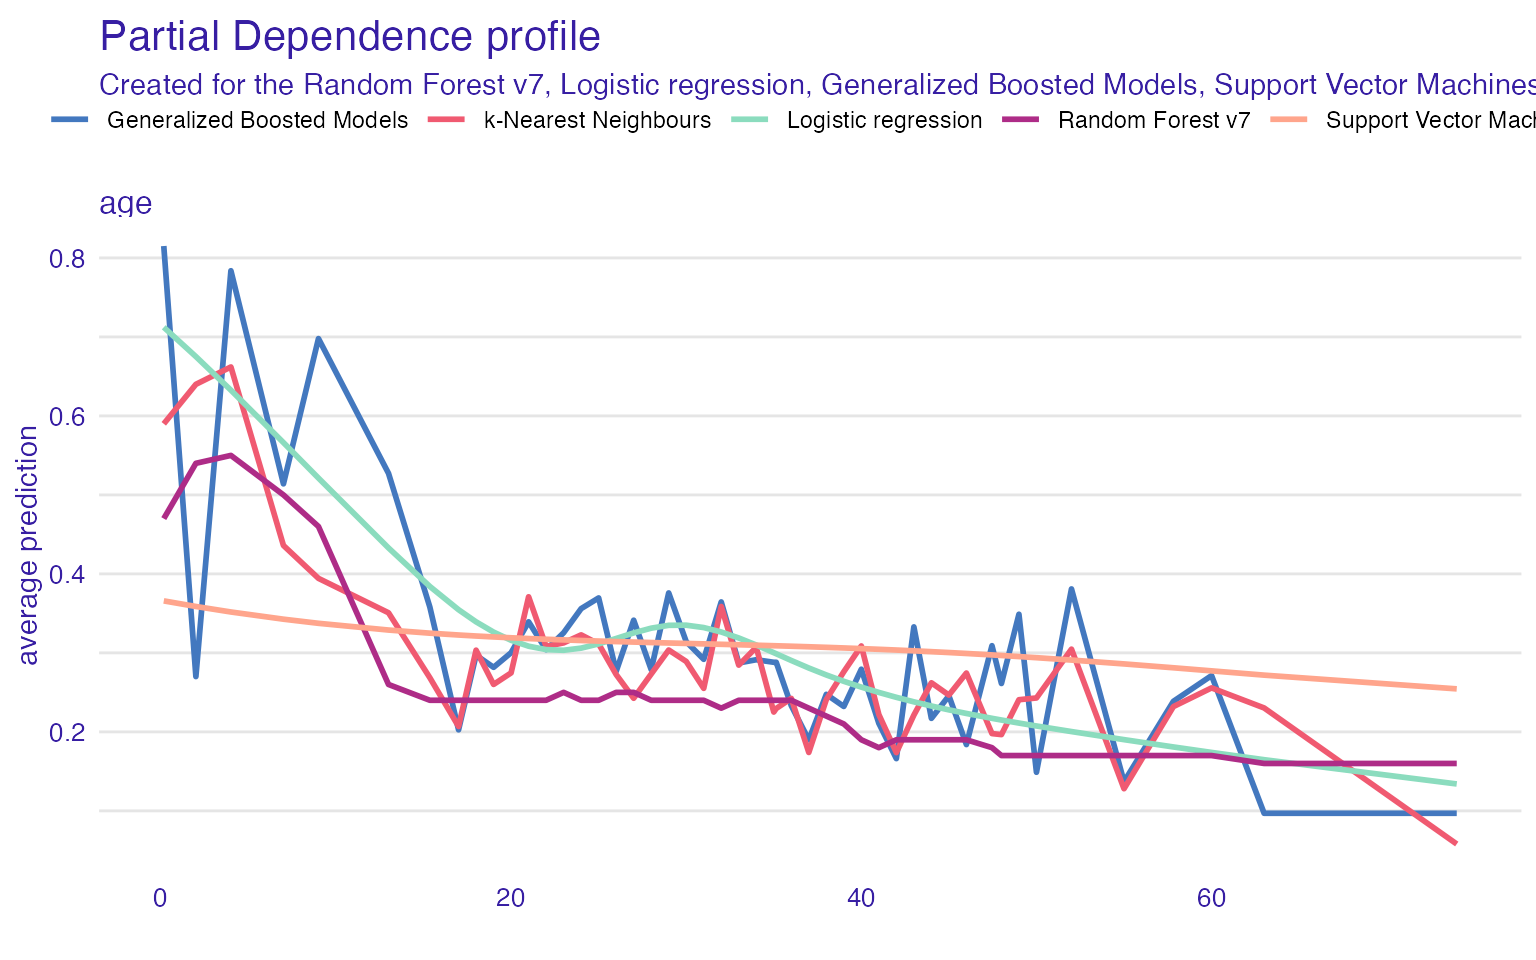 Partial Dependence profile
Created for the Random Forest v7, Logistic regression, Generalized Boosted Models, Support Vector Machines
Generalized Boosted Models k-Nearest Neighbours Logistic regression Random Forest v7 Support Vector Mach
age
average prediction
0.8
0.6
0.4
0.2
0 20 40 60